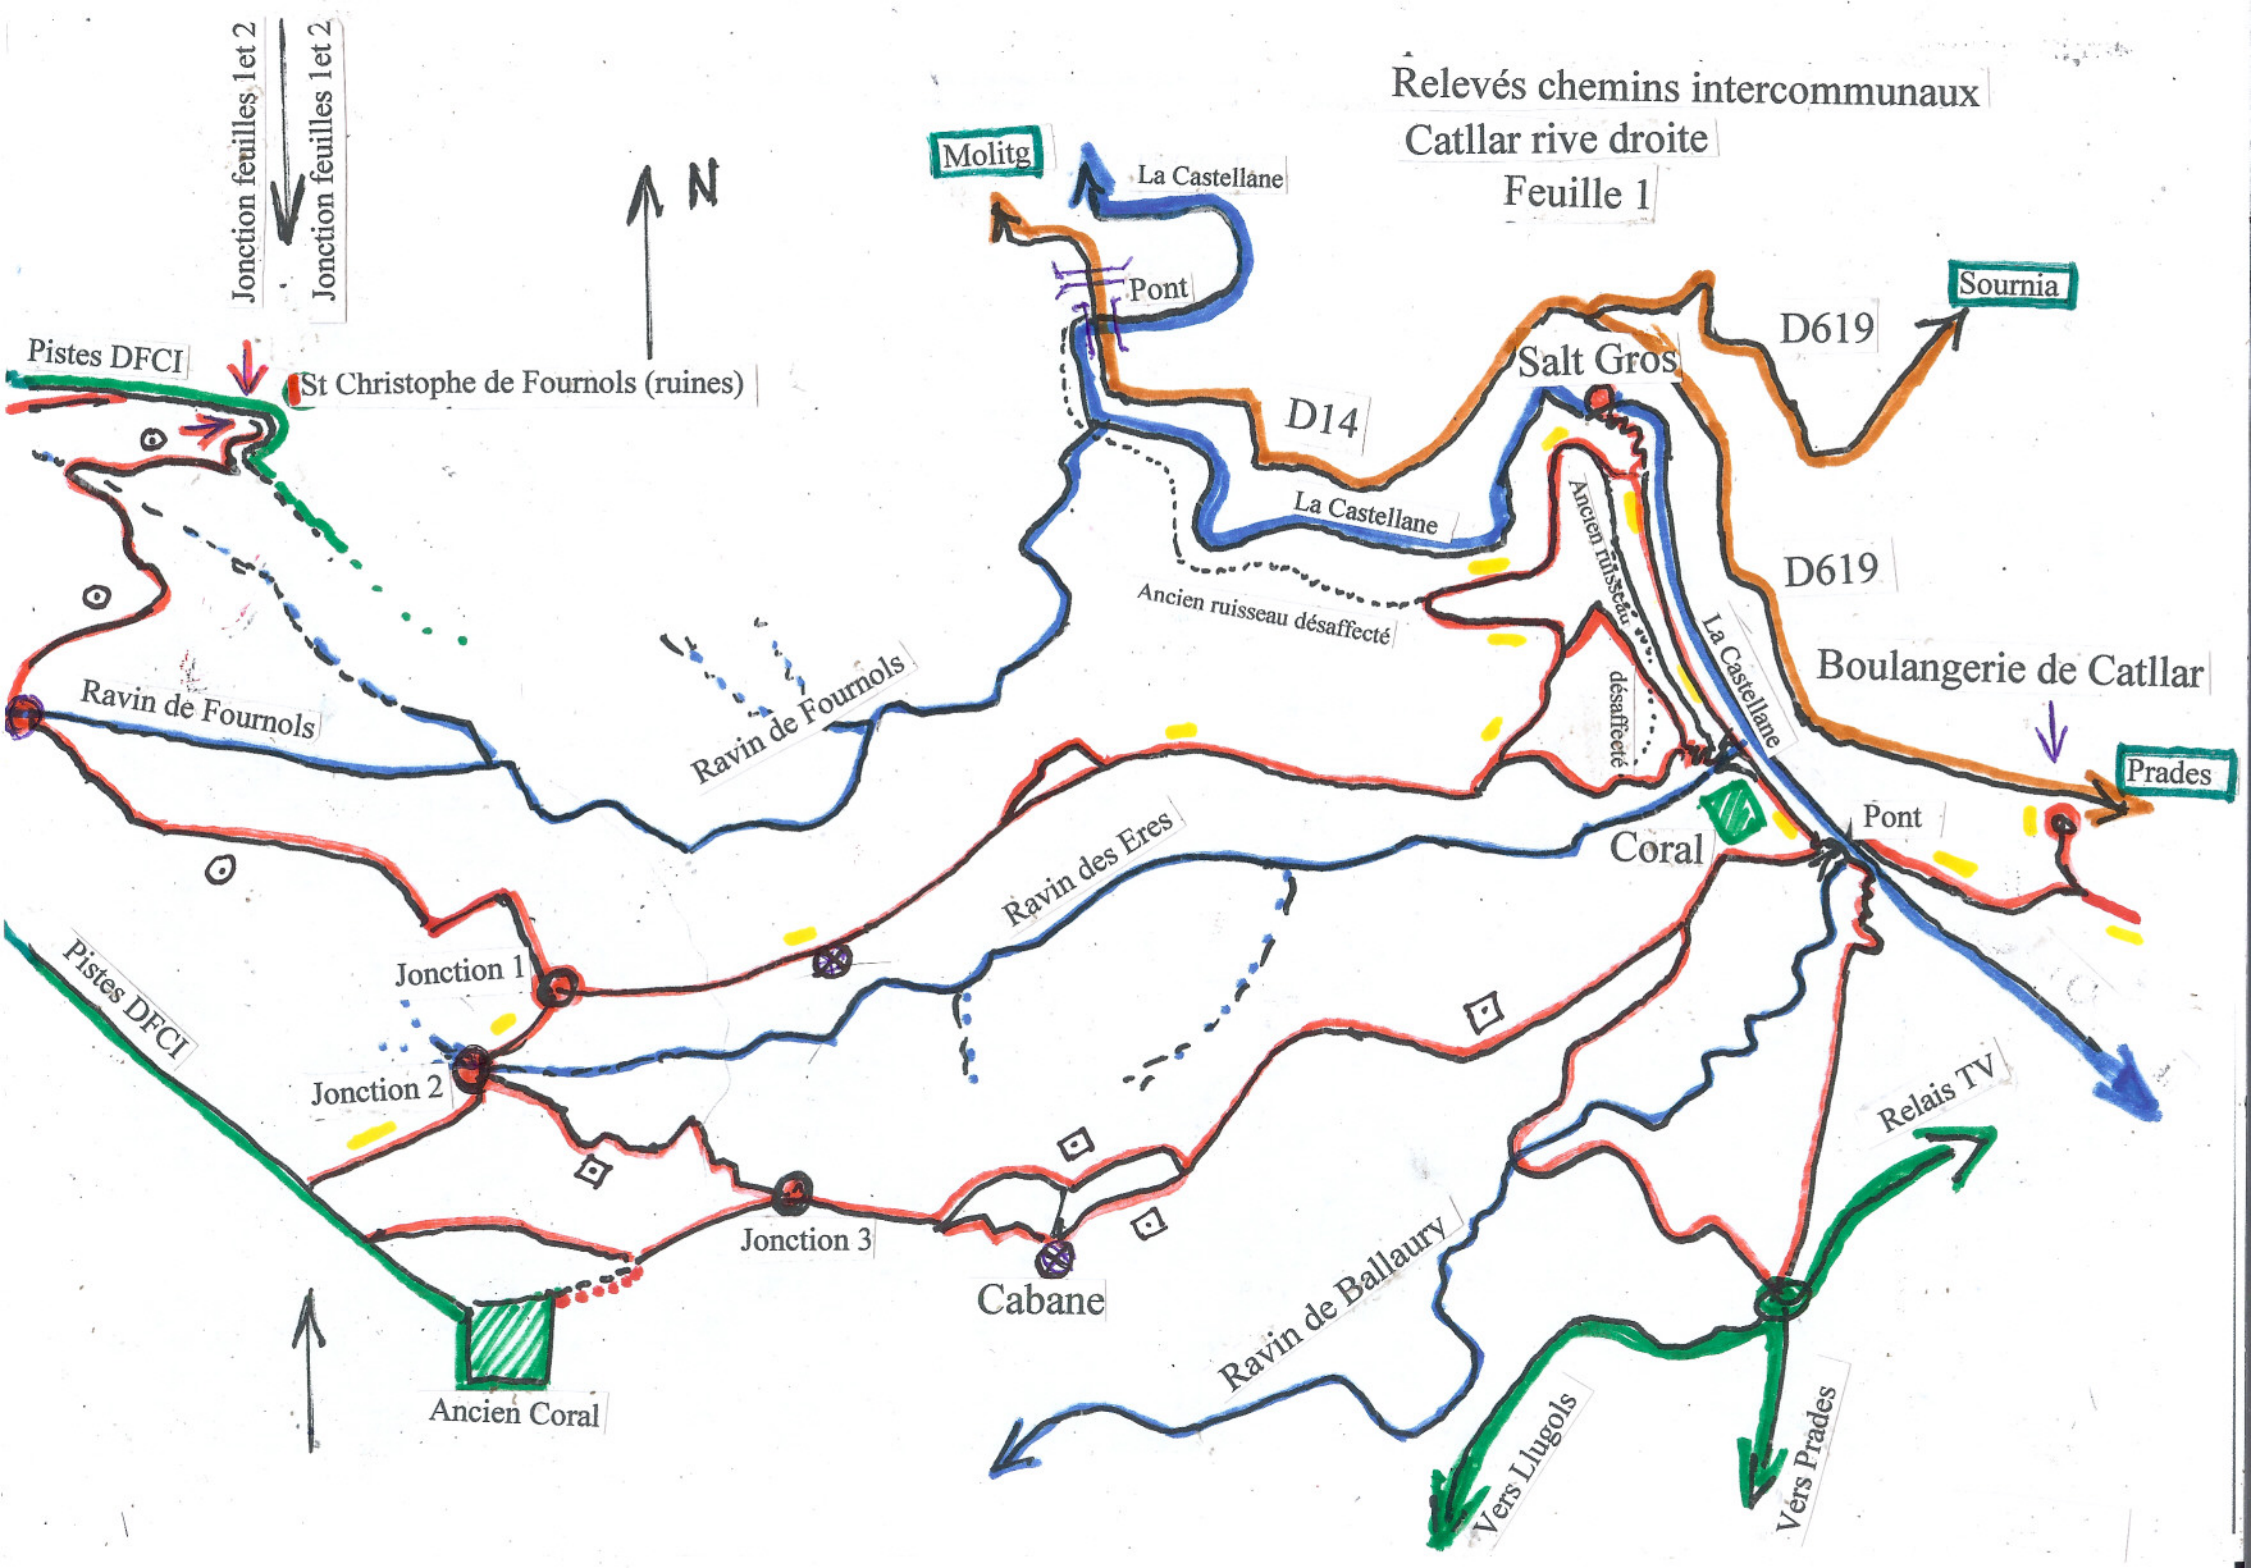 Relevés chemins intercommunaux
Catllar rive droite
Feuille 1
Jonction feuilles 1et 2
Jonction feuilles 1et 2
N
Molitg
La Castellane
Pont
Sournia
D619
Pistes DFCI
St Christophe de Fournols (ruines)
Salt Gros
D14
La Castellane
Ancien ruisseau
D619
Ancien ruisseau désaffecté
La Castellane
Boulangerie de Catllar
Ravin de Fournols
Ravin de Fournols
désaffecté
Prades
Pont
Coral
Ravin des Eres
Pistes DFCI
Jonction 1
Jonction 2
Relais TV
Jonction 3
Cabane
Ravin de Ballaury
Ancien Coral
Vers Llugols
Vers Prades